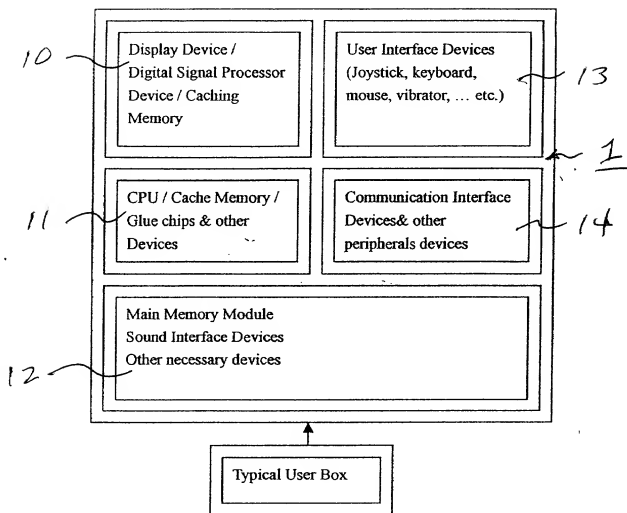 10
Display Device /
Digital Signal Processor
Device / Caching
Memory
User Interface Devices
(Joystick, keyboard,
mouse, vibrator, ... etc.)
13
1
11
CPU / Cache Memory /
Glue chips & other
Devices
Communication Interface
Devices& other
peripherals devices
14
12
Main Memory Module
Sound Interface Devices
Other necessary devices
Typical User Box